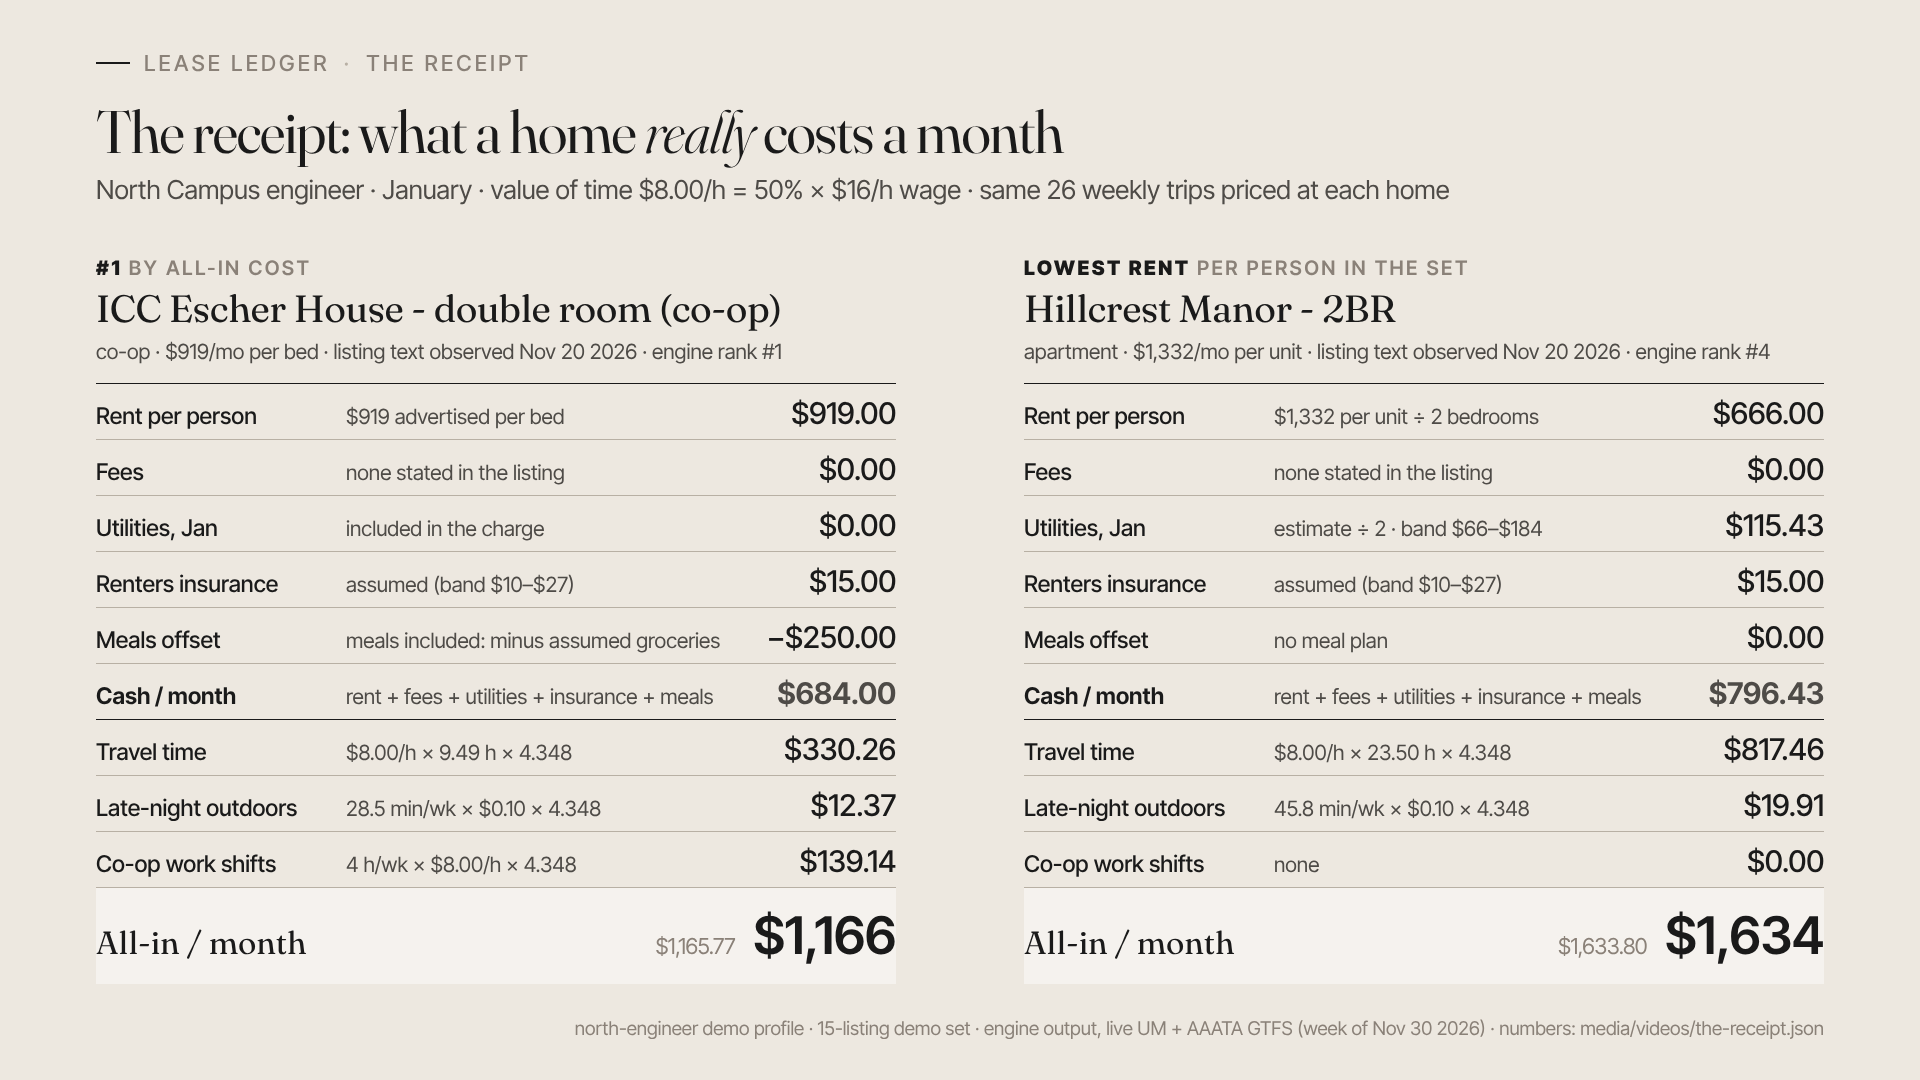 — LEASE LEDGER · THE RECEIPT
The receipt: what a home really costs a month
North Campus engineer · January · value of time $8.00/h = 50% × $16/h wage · same 26 weekly trips priced at each home
#1 BY ALL-IN COST
ICC Escher House - double room (co-op)
co-op · $919/mo per bed · listing text observed Nov 20 2026 · engine rank #1
Rent per person $919 advertised per bed $919.00
Fees none stated in the listing $0.00
Utilities, Jan included in the charge $0.00
Renters insurance assumed (band $10–$27) $15.00
Meals offset meals included: minus assumed groceries −$250.00
Cash / month rent + fees + utilities + insurance + meals $684.00
Travel time $8.00/h × 9.49 h × 4.348 $330.26
Late-night outdoors 28.5 min/wk × $0.10 × 4.348 $12.37
Co-op work shifts 4 h/wk × $8.00/h × 4.348 $139.14
All-in / month $1,165.77 $1,166
LOWEST RENT PER PERSON IN THE SET
Hillcrest Manor - 2BR
apartment · $1,332/mo per unit · listing text observed Nov 20 2026 · engine rank #4
Rent per person $1,332 per unit ÷ 2 bedrooms $666.00
Fees none stated in the listing $0.00
Utilities, Jan estimate ÷ 2 · band $66–$184 $115.43
Renters insurance assumed (band $10–$27) $15.00
Meals offset no meal plan $0.00
Cash / month rent + fees + utilities + insurance + meals $796.43
Travel time $8.00/h × 23.50 h × 4.348 $817.46
Late-night outdoors 45.8 min/wk × $0.10 × 4.348 $19.91
Co-op work shifts none $0.00
All-in / month $1,633.80 $1,634
north-engineer demo profile · 15-listing demo set · engine output, live UM + AAATA GTFS (week of Nov 30 2026) · numbers: media/videos/the-receipt.json